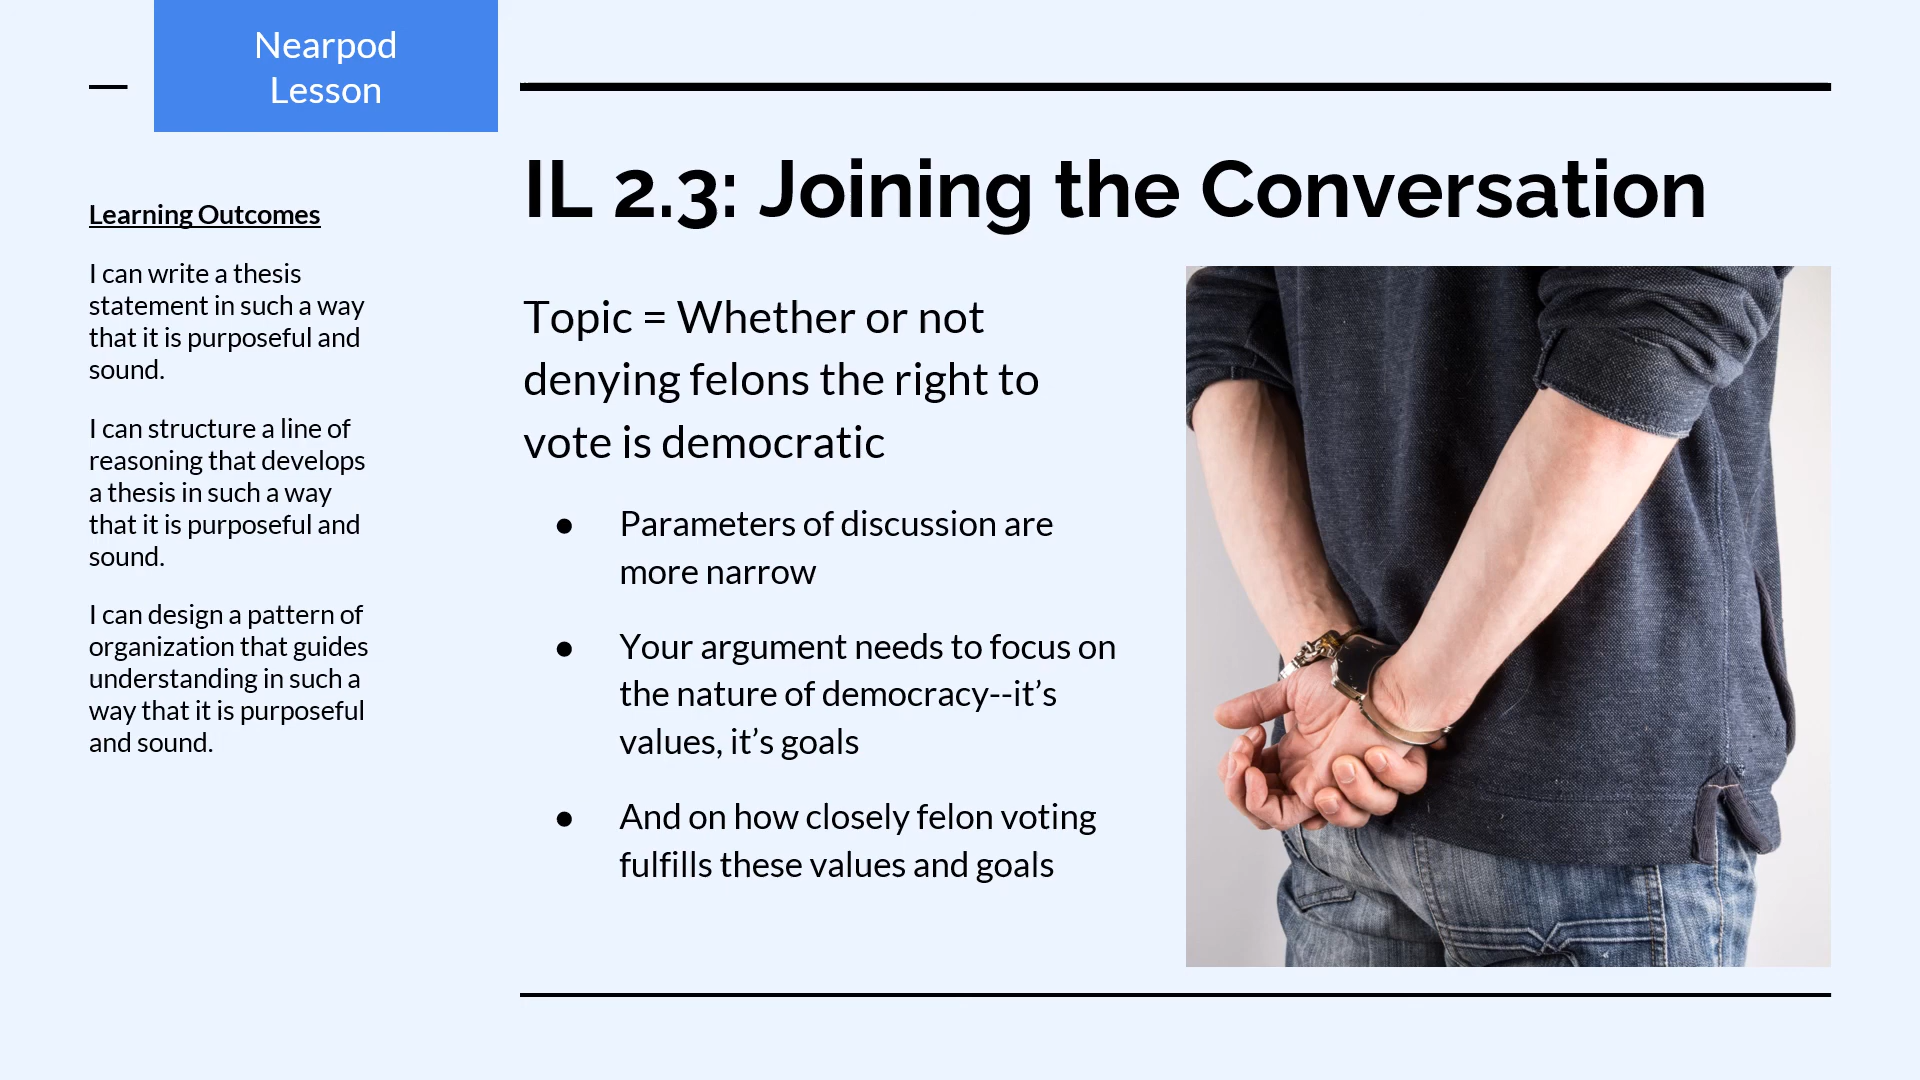 Nearpod
Lesson
IL 2.3: Joining the Conversation
Learning Outcomes
I can write a thesis
statement in such a way
that it is purposeful and
sound.
I can structure a line of
reasoning that develops
a thesis in such a way
that it is purposeful and
sound.
I can design a pattern of
organization that guides
understanding in such a
way that it is purposeful
and sound.
Topic = Whether or not
denying felons the right to
vote is democratic
● Parameters of discussion are
more narrow
● Your argument needs to focus on
the nature of democracy--it’s
values, it’s goals
● And on how closely felon voting
fulfills these values and goals